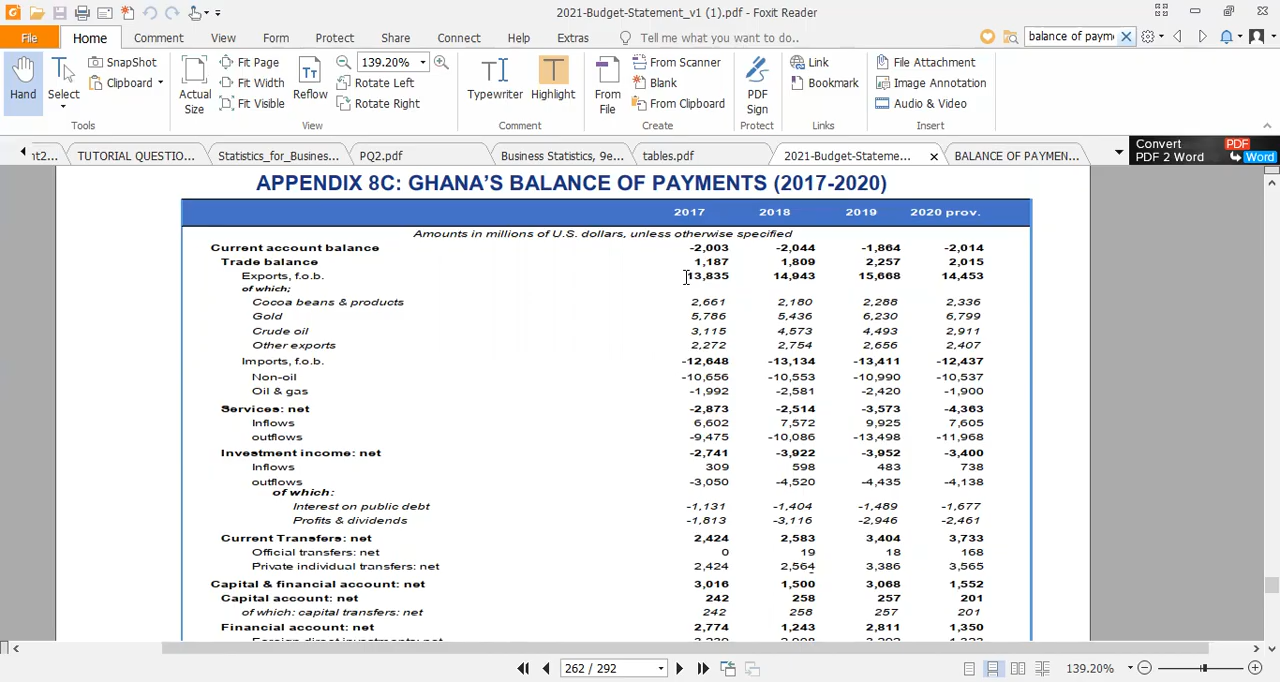 2021-Budget-Statement_v1 (1).pdf - Foxit Reader
File Home Comment View Form Protect Share Connect Help Extras Tell me what you want to do.. balance of paym
Hand Select SnapShot Clipboard Actual Size Fit Page Fit Width Fit Visible Reflow 139.20% Rotate Left Rotate Right Typewriter Highlight From File From Scanner Blank From Clipboard PDF Sign Link Bookmark File Attachment Image Annotation Audio & Video
Tools View Comment Create Protect Links Insert
nt2... TUTORIAL QUESTIO... Statistics_for_Busines... PQ2.pdf Business Statistics, 9e... tables.pdf 2021-Budget-Stateme... BALANCE OF PAYMEN... Convert PDF
PDF 2 Word Word
APPENDIX 8C: GHANA'S BALANCE OF PAYMENTS (2017-2020)
2017 2018 2019 2020 prov.
Amounts in millions of U.S. dollars, unless otherwise specified
Current account balance -2,003 -2,044 -1,864 -2,014
Trade balance 1,187 1,809 2,257 2,015
Exports, f.o.b. 13,835 14,943 15,668 14,453
of which;
Cocoa beans & products 2,661 2,180 2,288 2,336
Gold 5,786 5,436 6,230 6,799
Crude oil 3,115 4,573 4,493 2,911
Other exports 2,272 2,754 2,656 2,407
Imports, f.o.b. -12,648 -13,134 -13,411 -12,437
Non-oil -10,656 -10,553 -10,990 -10,537
Oil & gas -1,992 -2,581 -2,420 -1,900
Services: net -2,873 -2,514 -3,573 -4,363
Inflows 6,602 7,572 9,925 7,605
outflows -9,475 -10,086 -13,498 -11,968
Investment income: net -2,741 -3,922 -3,952 -3,400
Inflows 309 598 483 738
outflows -3,050 -4,520 -4,435 -4,138
of which:
Interest on public debt -1,131 -1,404 -1,489 -1,677
Profits & dividends -1,813 -3,116 -2,946 -2,461
Current Transfers: net 2,424 2,583 3,404 3,733
Official transfers: net 0 19 18 168
Private individual transfers: net 2,424 2,564 3,386 3,565
Capital & financial account: net 3,016 1,500 3,068 1,552
Capital account: net 242 258 257 201
of which: capital transfers: net 242 258 257 201
Financial account: net 2,774 1,243 2,811 1,350
Foreign direct investments: net
262 / 292 139.20%